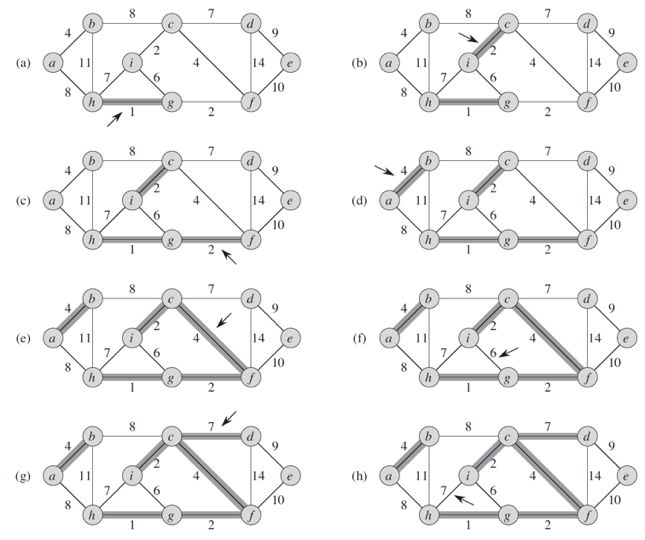 8 7
b c d
4 9
2
(a) a 11 i 4 14 e
7 6
8 10
h g f
1 2
8 7
b c d
4 9
2
(b) a 11 i 4 14 e
7 6
8 10
h g f
1 2
8 7
b c d
4 9
2
(c) a 11 i 4 14 e
7 6
8 10
h g f
1 2
8 7
b c d
4 9
2
(d) a 11 i 4 14 e
7 6
8 10
h g f
1 2
8 7
b c d
4 9
2
(e) a 11 i 4 14 e
7 6
8 10
h g f
1 2
8 7
b c d
4 9
2
(f) a 11 i 4 14 e
7 6
8 10
h g f
1 2
8 7
b c d
4 9
2
(g) a 11 i 4 14 e
7 6
8 10
h g f
1 2
8 7
b c d
4 9
2
(h) a 11 i 4 14 e
7 6
8 10
h g f
1 2